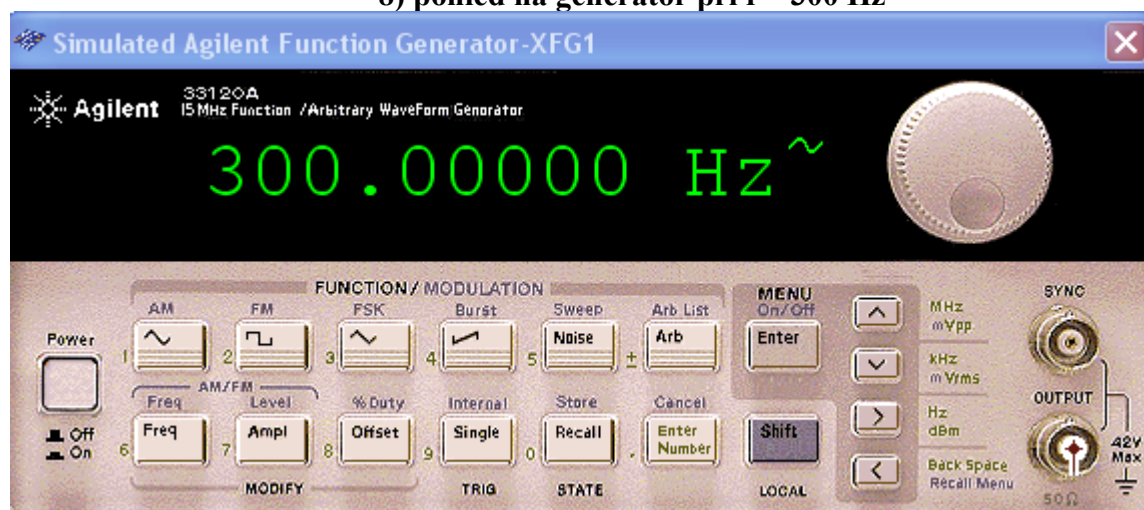 Simulated Agilent Function Generator-XFG1
Agilent 33120A
15 MHz Function / Arbitrary WaveForm Generator
300.00000 Hz
FUNCTION / MODULATION
AM FM FSK Burst Sweep Arb List
MENU
On/Off
Power
1 2 3 4 5 Noise ± Arb
Enter
AM/FM
Freq Level % Duty Internal Store Cancel
6 Freq 7 Ampl 8 Offset 9 Single 0 Recall . Enter Number
Shift
Off
On
MODIFY TRIG STATE LOCAL
MHz
mVpp
kHz
mVrms
Hz
dBm
Back Space
Recall Menu
SYNC
OUTPUT
42V
Max
50Ω